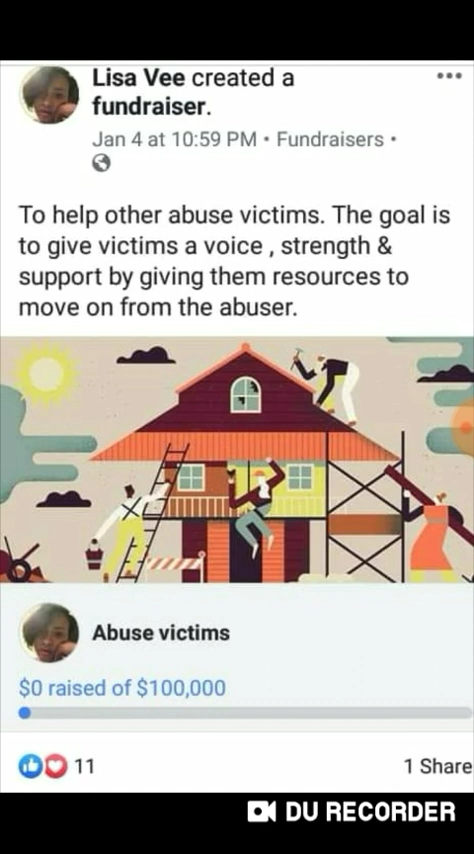 Lisa Vee created a
fundraiser.
Jan 4 at 10:59 PM • Fundraisers •
To help other abuse victims. The goal is
to give victims a voice , strength &
support by giving them resources to
move on from the abuser.
Abuse victims
$0 raised of $100,000
11
1 Share
DU RECORDER